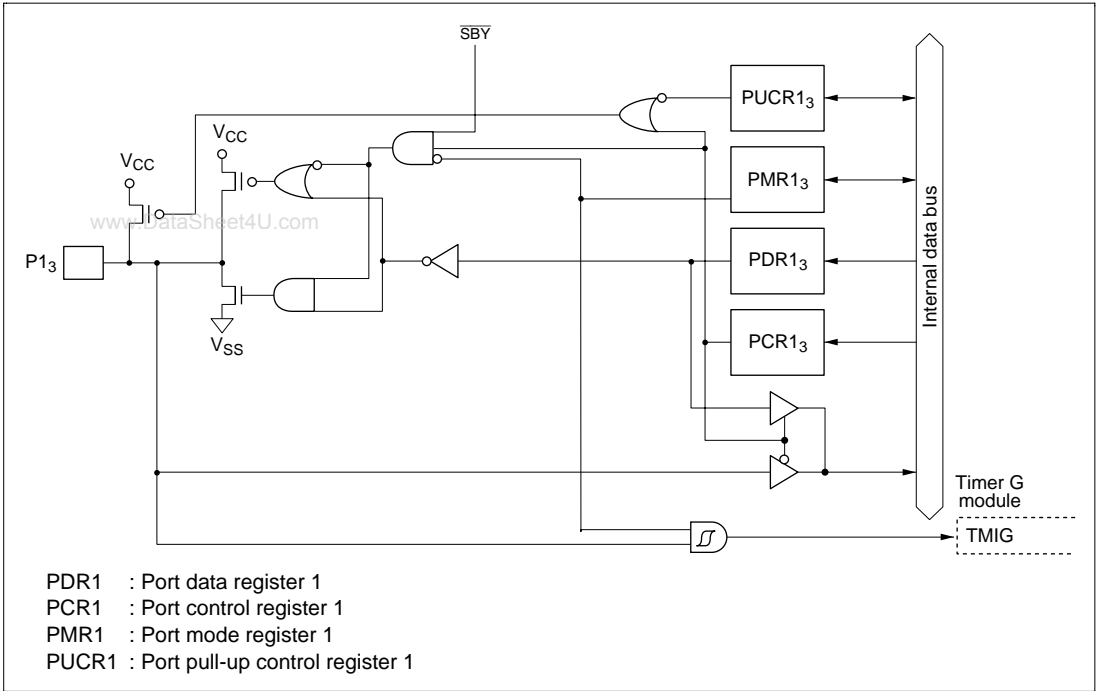 SBY
PUCR13
VCC
VCC
PMR13
www.DataSheet4U.com
P13
PDR13
Internal data bus
VSS
PCR13
Timer G
module
TMIG
PDR1 : Port data register 1
PCR1 : Port control register 1
PMR1 : Port mode register 1
PUCR1 : Port pull-up control register 1